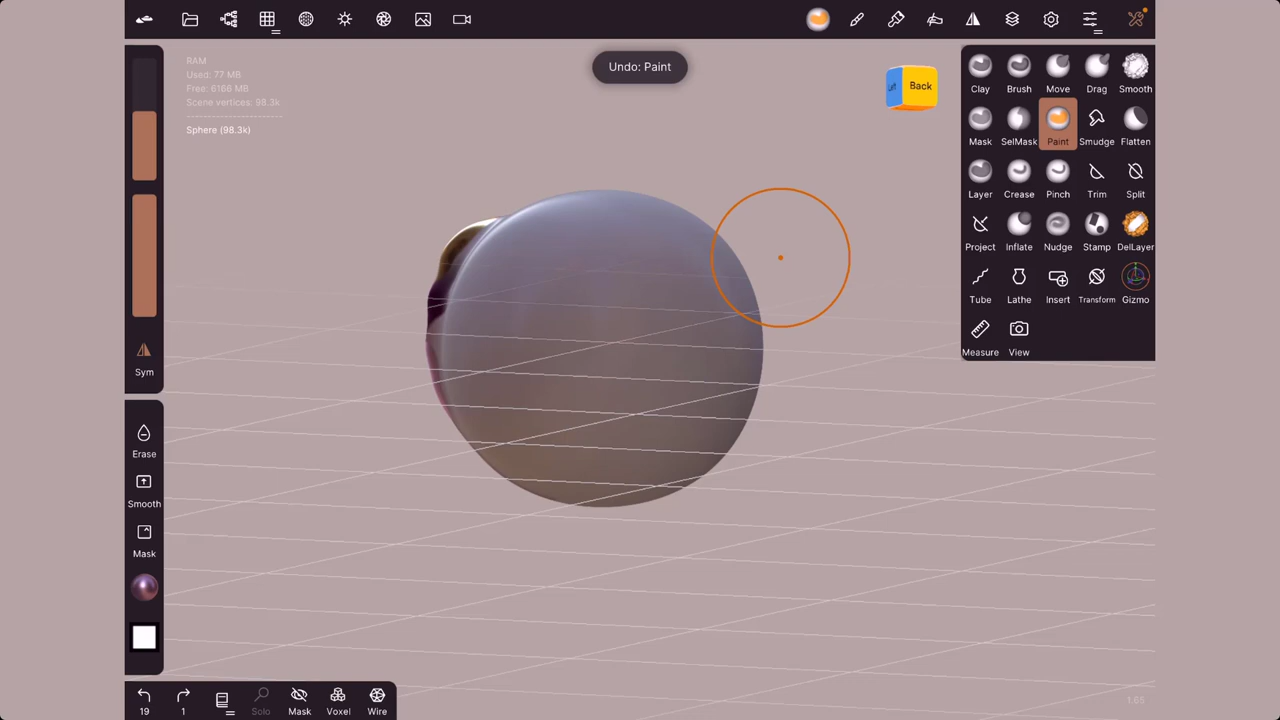 Undo: Paint
RAM
Used: 77 MB
Free: 6166 MB
Scene vertices: 98.3k
Sphere (98.3k)
Back
Clay
Brush
Move
Drag
Smooth
Mask
SelMask
Paint
Smudge
Flatten
Layer
Crease
Pinch
Trim
Split
Project
Inflate
Nudge
Stamp
DelLayer
Tube
Lathe
Insert
Transform
Gizmo
Measure
View
Sym
Erase
Smooth
Mask
19
1
Solo
Mask
Voxel
Wire
1.65